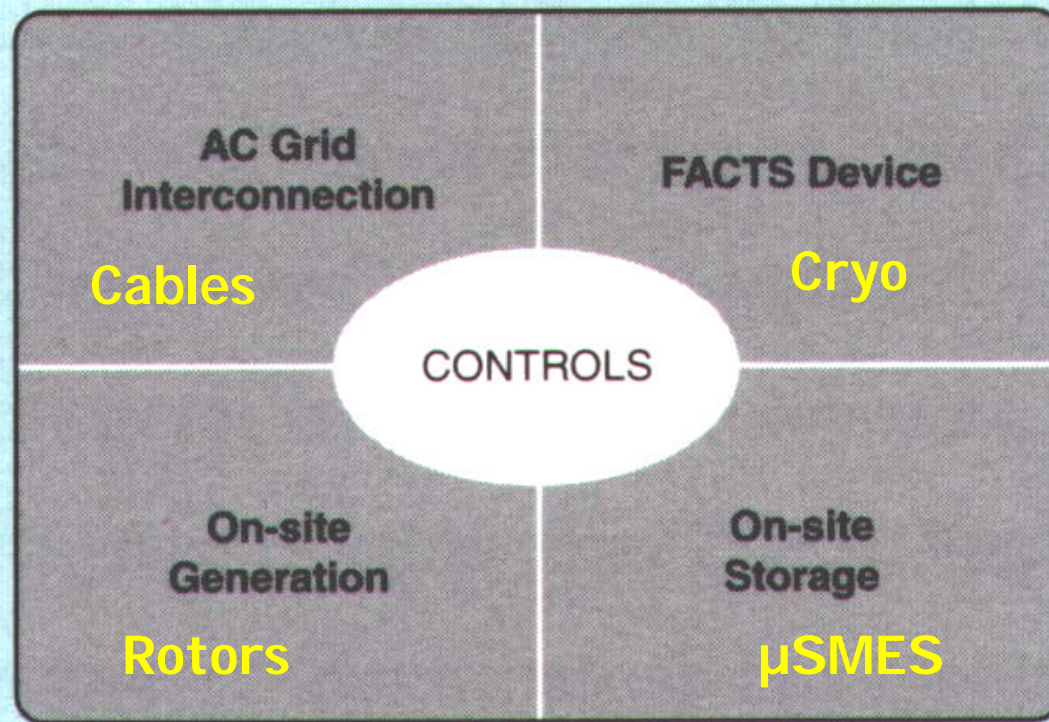 AC Grid
Interconnection
Cables
FACTS Device
Cryo
CONTROLS
On-site
Generation
Rotors
On-site
Storage
µSMES